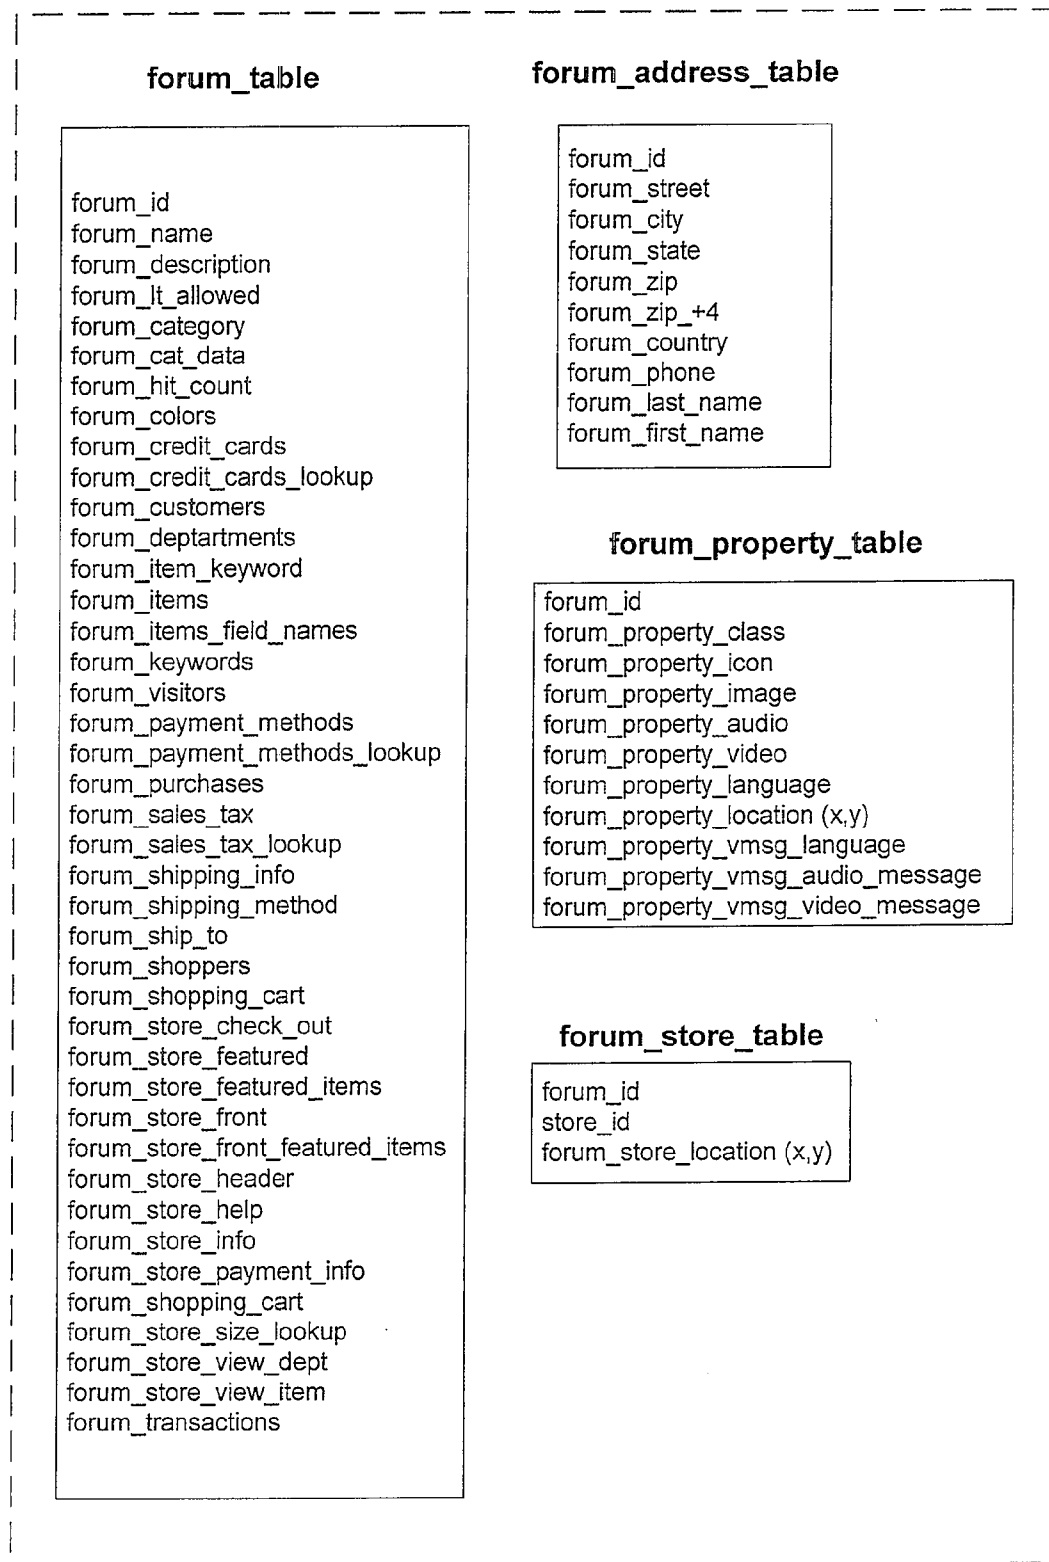 forum_table
forum_id
forum_name
forum_description
forum_lt_allowed
forum_category
forum_cat_data
forum_hit_count
forum_colors
forum_credit_cards
forum_credit_cards_lookup
forum_customers
forum_deptartments
forum_item_keyword
forum_items
forum_items_field_names
forum_keywords
forum_visitors
forum_payment_methods
forum_payment_methods_lookup
forum_purchases
forum_sales_tax
forum_sales_tax_lookup
forum_shipping_info
forum_shipping_method
forum_ship_to
forum_shoppers
forum_shopping_cart
forum_store_check_out
forum_store_featured
forum_store_featured_items
forum_store_front
forum_store_front_featured_items
forum_store_header
forum_store_help
forum_store_info
forum_store_payment_info
forum_shopping_cart
forum_store_size_lookup
forum_store_view_dept
forum_store_view_item
forum_transactions
forum_address_table
forum_id
forum_street
forum_city
forum_state
forum_zip
forum_zip_+4
forum_country
forum_phone
forum_last_name
forum_first_name
forum_property_table
forum_id
forum_property_class
forum_property_icon
forum_property_image
forum_property_audio
forum_property_video
forum_property_language
forum_property_location (x,y)
forum_property_vmsg_language
forum_property_vmsg_audio_message
forum_property_vmsg_video_message
forum_store_table
forum_id
store_id
forum_store_location (x,y)